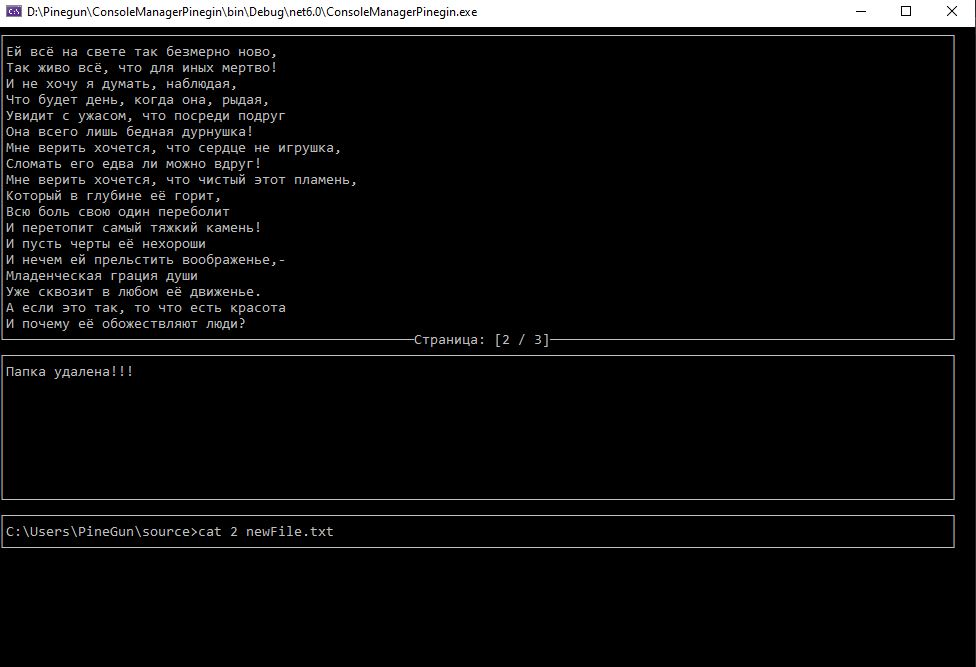 D:\Pinegun\ConsoleManagerPinegin\bin\Debug\net6.0\ConsoleManagerPinegin.exe
Ей всё на свете так безмерно ново,
Так живо всё, что для иных мертво!
И не хочу я думать, наблюдая,
Что будет день, когда она, рыдая,
Увидит с ужасом, что посреди подруг
Она всего лишь бедная дурнушка!
Мне верить хочется, что сердце не игрушка,
Сломать его едва ли можно вдруг!
Мне верить хочется, что чистый этот пламень,
Который в глубине её горит,
Всю боль свою один переболит
И перетопит самый тяжкий камень!
И пусть черты её нехороши
И нечем ей прельстить воображенье,-
Младенческая грация души
Уже сквозит в любом её движенье.
А если это так, то что есть красота
И почему её обожествляют люди?
Страница: [2 / 3]
Папка удалена!!!
C:\Users\PineGun\source>cat 2 newFile.txt